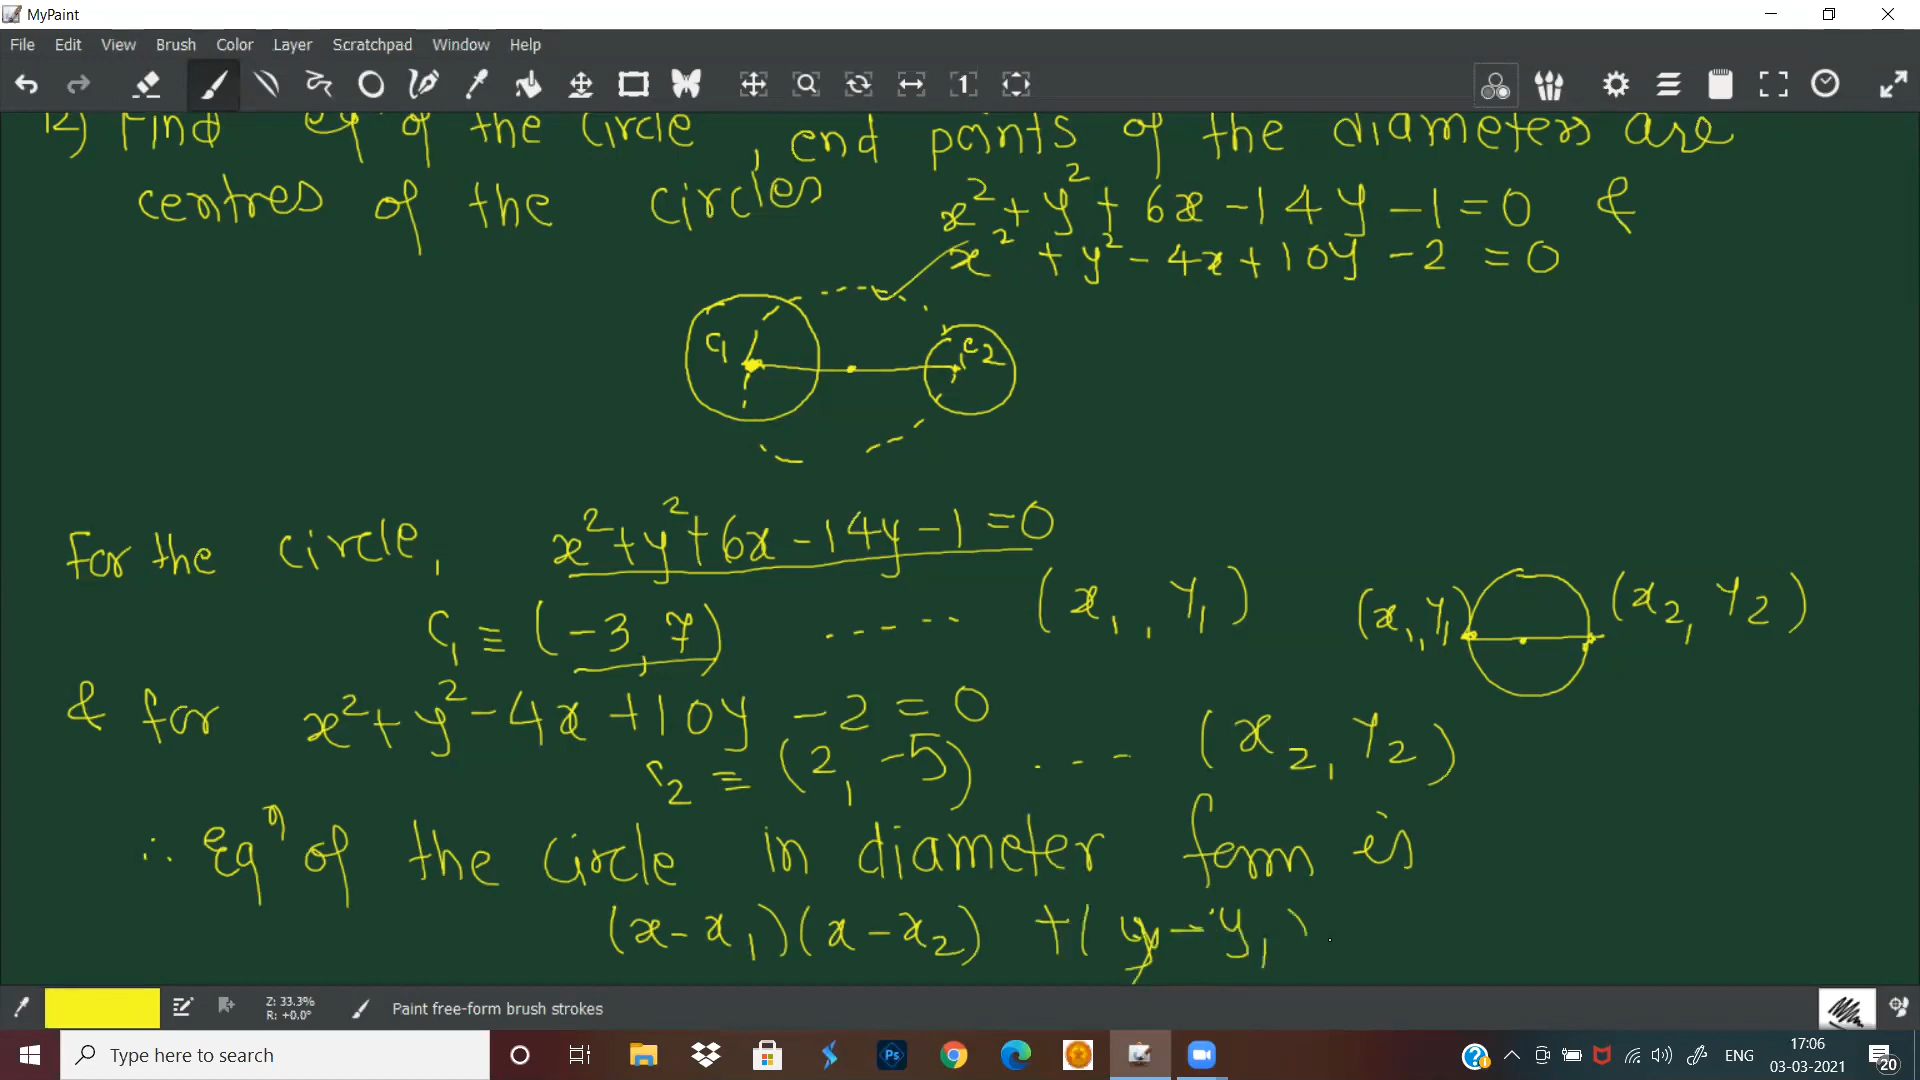 MyPaint
File Edit View Brush Color Layer Scratchpad Window Help
12) Find eqⁿ of the circle, end points of the diameters are
centres of the circles x² + y² + 6x - 14y - 1 = 0 &
x² + y² - 4x + 10y - 2 = 0
C₁ C₂
For the circle, x² + y² + 6x - 14y - 1 = 0
C₁ ≡ (-3, 7) ----- (x₁, y₁) (x₁, y₁) (x₂, y₂)
& for x² + y² - 4x + 10y - 2 = 0
C₂ ≡ (2, -5) ---- (x₂, y₂)
∴ Eqⁿ of the circle in diameter form is
(x - x₁)(x - x₂) + (y - y₁)
Z: 33.3%
R: +0.0°
Paint free-form brush strokes
Type here to search
ENG
17:06
03-03-2021
20